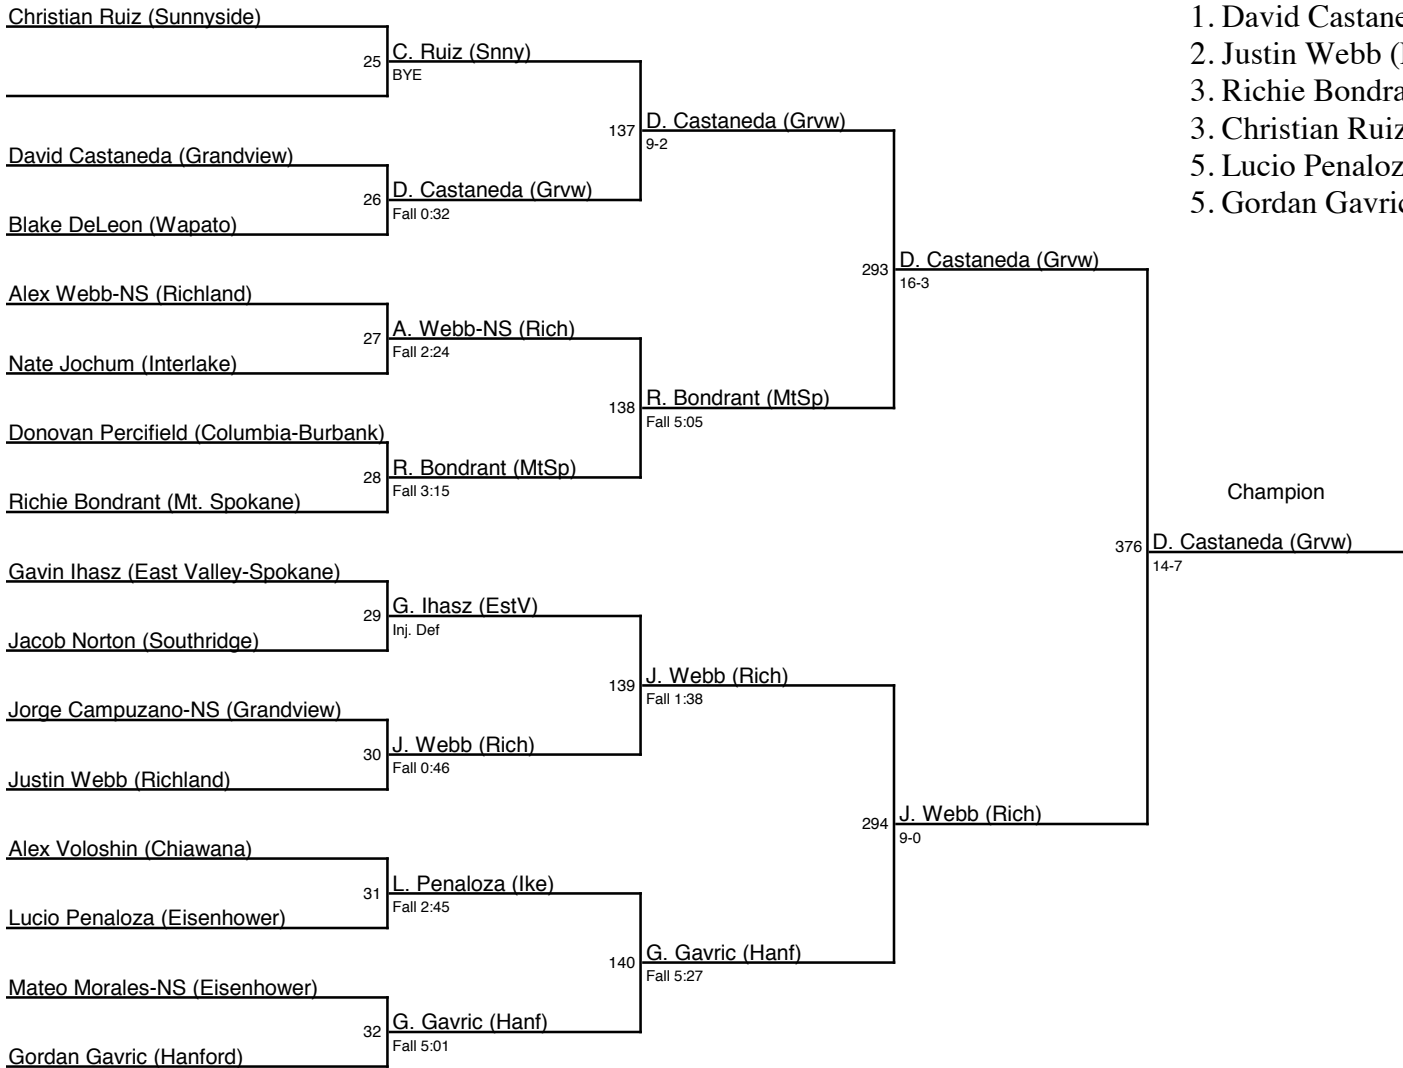 Christian Ruiz (Sunnyside)
25
C. Ruiz (Snny)
BYE
David Castaneda (Grandview)
26
D. Castaneda (Grvw)
Fall 0:32
Blake DeLeon (Wapato)
137
D. Castaneda (Grvw)
9-2
Alex Webb-NS (Richland)
27
A. Webb-NS (Rich)
Fall 2:24
Nate Jochum (Interlake)
138
R. Bondrant (MtSp)
Fall 5:05
Donovan Percifield (Columbia-Burbank)
28
R. Bondrant (MtSp)
Fall 3:15
Richie Bondrant (Mt. Spokane)
293
D. Castaneda (Grvw)
16-3
Gavin Ihasz (East Valley-Spokane)
29
G. Ihasz (EstV)
Inj. Def
Jacob Norton (Southridge)
139
J. Webb (Rich)
Fall 1:38
Jorge Campuzano-NS (Grandview)
30
J. Webb (Rich)
Fall 0:46
Justin Webb (Richland)
294
J. Webb (Rich)
9-0
Alex Voloshin (Chiawana)
31
L. Penaloza (Ike)
Fall 2:45
Lucio Penaloza (Eisenhower)
140
G. Gavric (Hanf)
Fall 5:27
Mateo Morales-NS (Eisenhower)
32
G. Gavric (Hanf)
Fall 5:01
Gordan Gavric (Hanford)
Champion
376
D. Castaneda (Grvw)
14-7
1. David
2. Justin Webb
3. Richie
3. Christian Ruiz
5. Lucio
5. Gordan